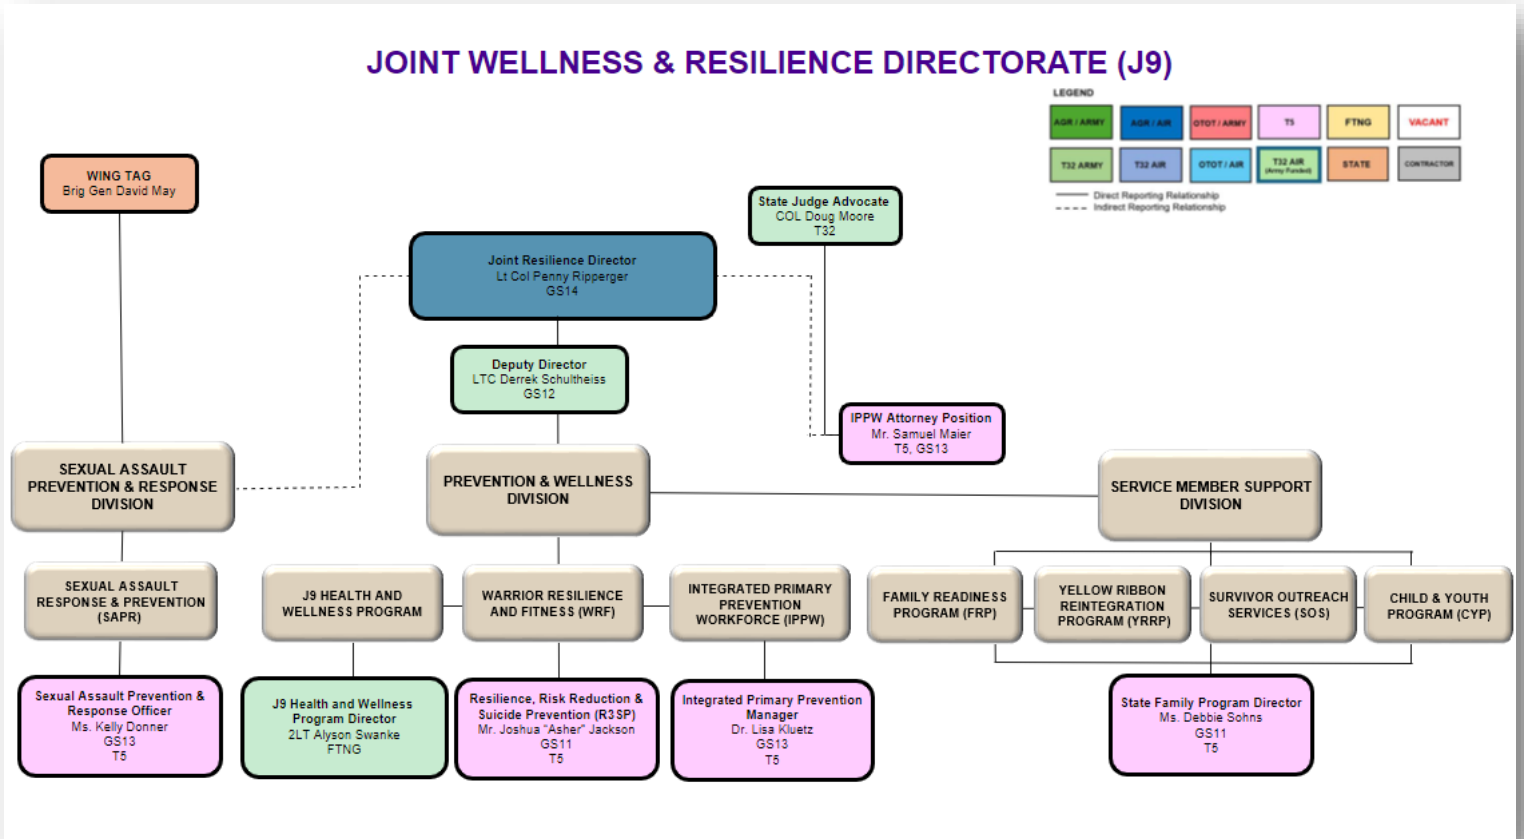 JOINT WELLNESS & RESILIENCE DIRECTORATE (J9)
LEGEND
AGR / ARMY
AGR / AIR
OTOT / ARMY
T5
FTNG
VACANT
T32 ARMY
T32 AIR
OTOT / AIR
T32 AIR
(Army Funded)
STATE
CONTRACTOR
Direct Reporting Relationship
Indirect Reporting Relationship
WING TAG
Brig Gen David May
State Judge Advocate
COL Doug Moore
T32
Joint Resilience Director
Lt Col Penny Ripperger
GS14
Deputy Director
LTC Derrek Schultheiss
GS12
IPPW Attorney Position
Mr. Samuel Maier
T5, GS13
SEXUAL ASSAULT
PREVENTION & RESPONSE
DIVISION
PREVENTION & WELLNESS
DIVISION
SERVICE MEMBER SUPPORT
DIVISION
SEXUAL ASSAULT
RESPONSE & PREVENTION
(SAPR)
J9 HEALTH AND
WELLNESS PROGRAM
WARRIOR RESILIENCE
AND FITNESS (WRF)
INTEGRATED PRIMARY
PREVENTION
WORKFORCE (IPPW)
FAMILY READINESS
PROGRAM (FRP)
YELLOW RIBBON
REINTEGRATION
PROGRAM (YRRP)
SURVIVOR OUTREACH
SERVICES (SOS)
CHILD & YOUTH
PROGRAM (CYP)
Sexual Assault Prevention &
Response Officer
Ms. Kelly Donner
GS13
T5
J9 Health and Wellness
Program Director
2LT Alyson Swanke
FTNG
Resilience, Risk Reduction &
Suicide Prevention (R3SP)
Mr. Joshua "Asher" Jackson
GS11
T5
Integrated Primary Prevention
Manager
Dr. Lisa Kluetz
GS13
T5
State Family Program Director
Ms. Debbie Sohns
GS11
T5